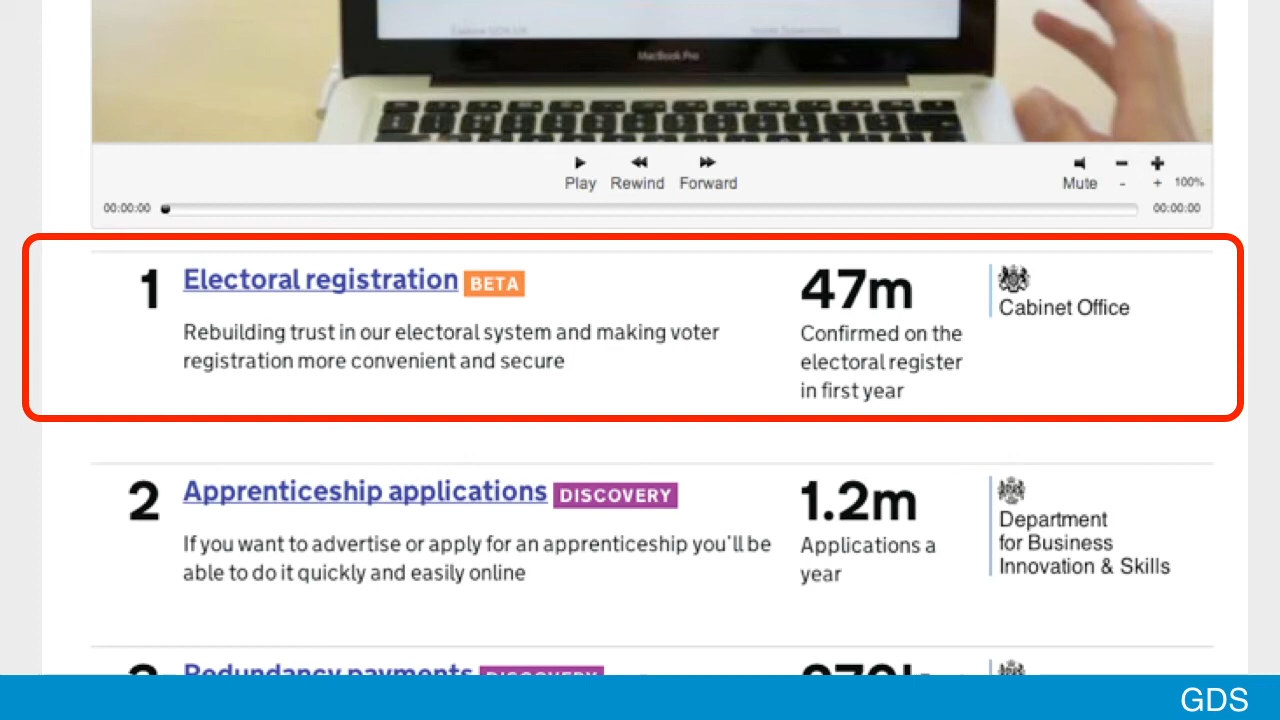 MacBook Pro
Play Rewind Forward
Mute - + 100%
00:00:00 00:00:00
1 Electoral registration BETA
47m
Cabinet Office
Rebuilding trust in our electoral system and making voter
registration more convenient and secure
Confirmed on the
electoral register
in first year
2 Apprenticeship applications DISCOVERY
1.2m
Department
for Business
Innovation & Skills
If you want to advertise or apply for an apprenticeship you'll be
able to do it quickly and easily online
Applications a
year
Redundancy payments DISCOVERY
GDS